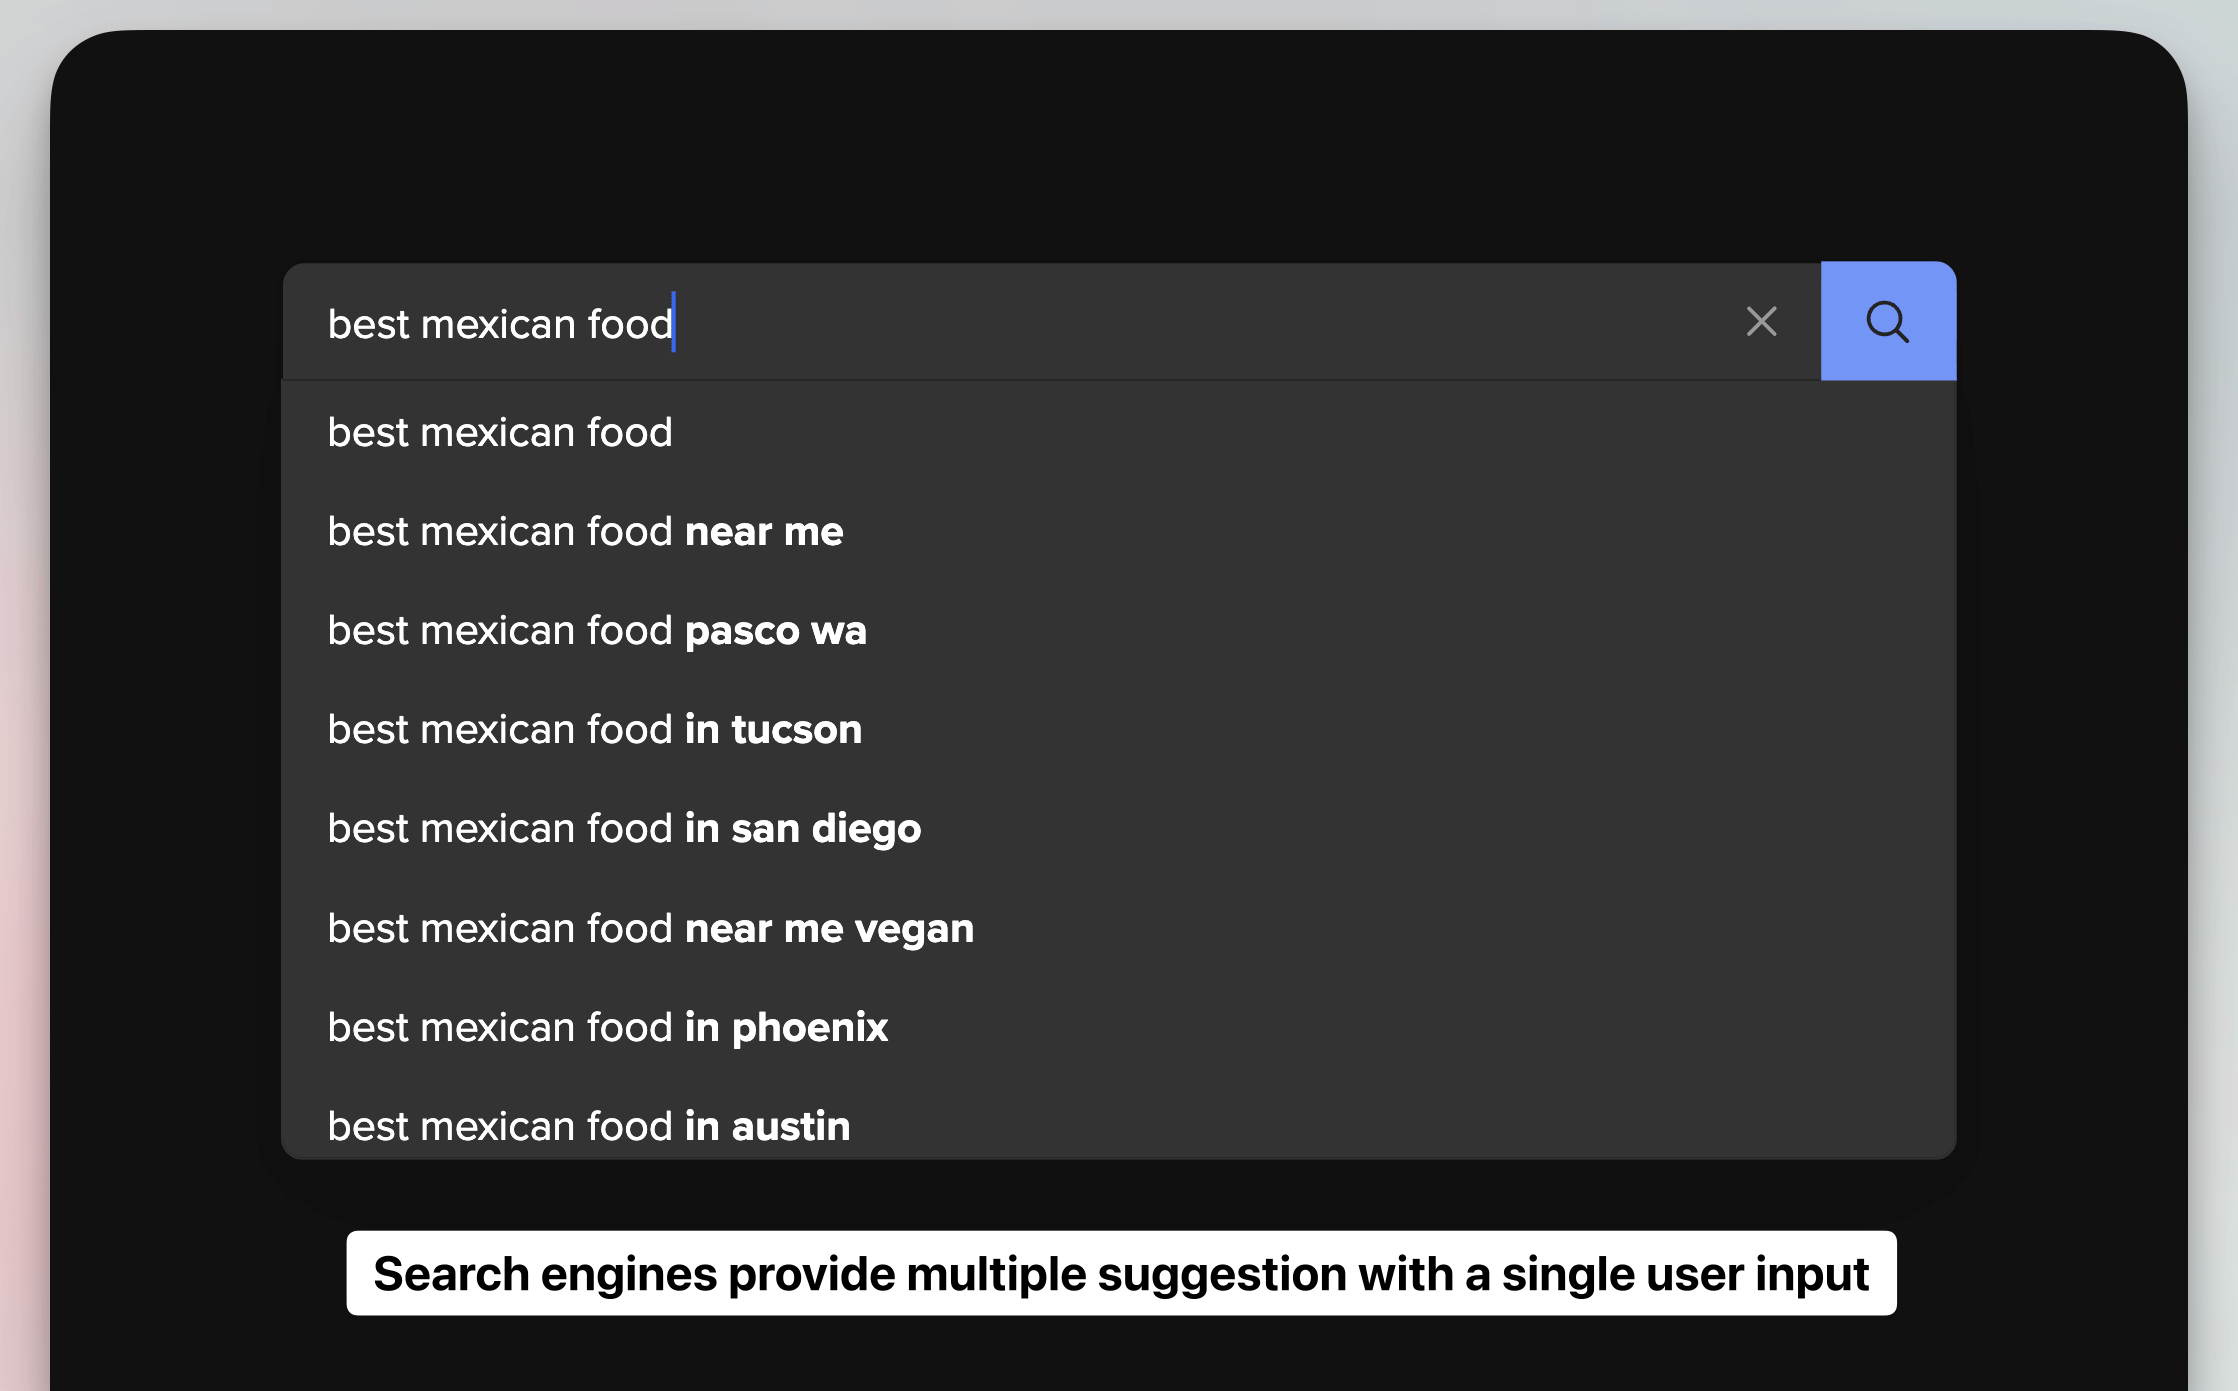 best mexican food
best mexican food
best mexican food near me
best mexican food pasco wa
best mexican food in tucson
best mexican food in san diego
best mexican food near me vegan
best mexican food in phoenix
best mexican food in austin
Search engines provide multiple suggestion with a single user input